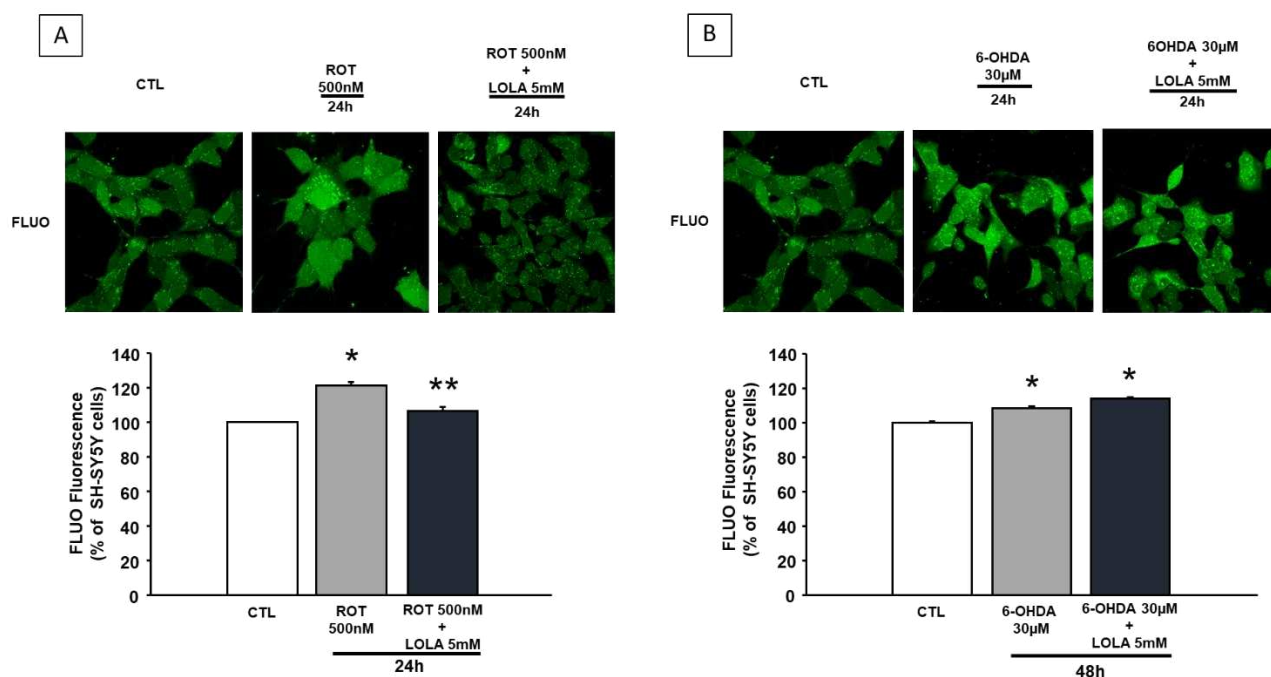 A
CTL
ROT
500nM
24h
ROT 500nM
+
LOLA 5mM
24h
FLUO
FLUO Fluorescence
(% of SH-SY5Y cells)
140
120
100
80
60
40
20
0
*
**
CTL
ROT
500nM
ROT 500nM
+
LOLA 5mM
24h
B
CTL
6-OHDA
30µM
24h
6OHDA 30µM
+
LOLA 5mM
24h
FLUO
FLUO Fluorescence
(% of SH-SY5Y cells)
140
120
100
80
60
40
20
0
*
*
CTL
6-OHDA
30µM
6-OHDA 30µM
+
LOLA 5mM
48h